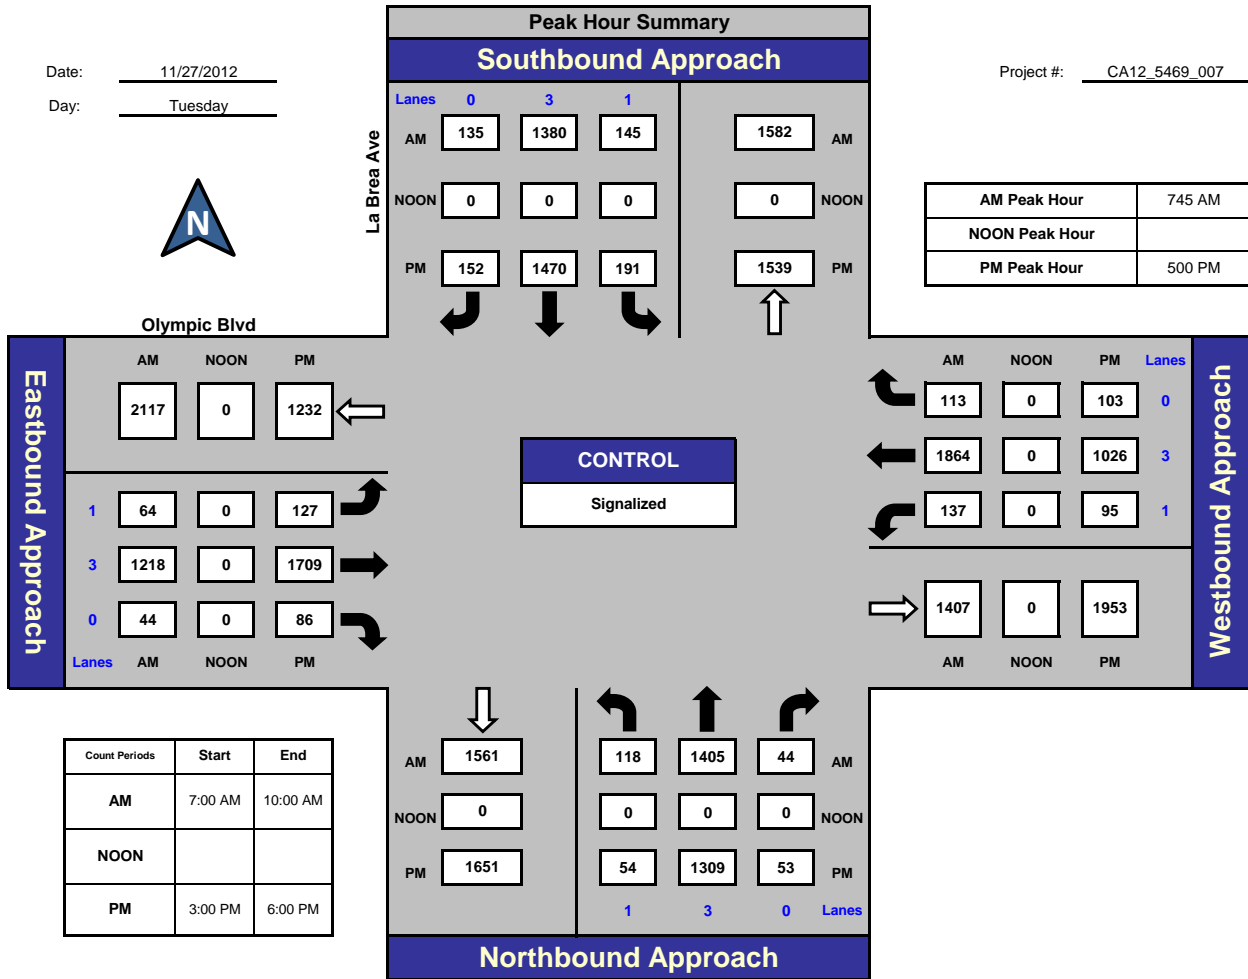 Peak Hour Summary
Southbound Approach
Date: 11/27/2012
Day: Tuesday
Project #: CA12_5469_007
La Brea Ave
Lanes 0 3 1
AM 135 1380 145 1582 AM
NOON 0 0 0 0 NOON
PM 152 1470 191 1539 PM
N
AM Peak Hour 745 AM
NOON Peak Hour
PM Peak Hour 500 PM
Olympic Blvd
Eastbound Approach
AM NOON PM
2117 0 1232
1 64 0 127
3 1218 0 1709
0 44 0 86
Lanes AM NOON PM
CONTROL
Signalized
AM NOON PM Lanes
113 0 103 0
1864 0 1026 3
137 0 95 1
1407 0 1953
AM NOON PM
Westbound Approach
Count Periods Start End
AM 7:00 AM 10:00 AM
NOON
PM 3:00 PM 6:00 PM
AM 1561 118 1405 44 AM
NOON 0 0 0 0 NOON
PM 1651 54 1309 53 PM
1 3 0 Lanes
Northbound Approach